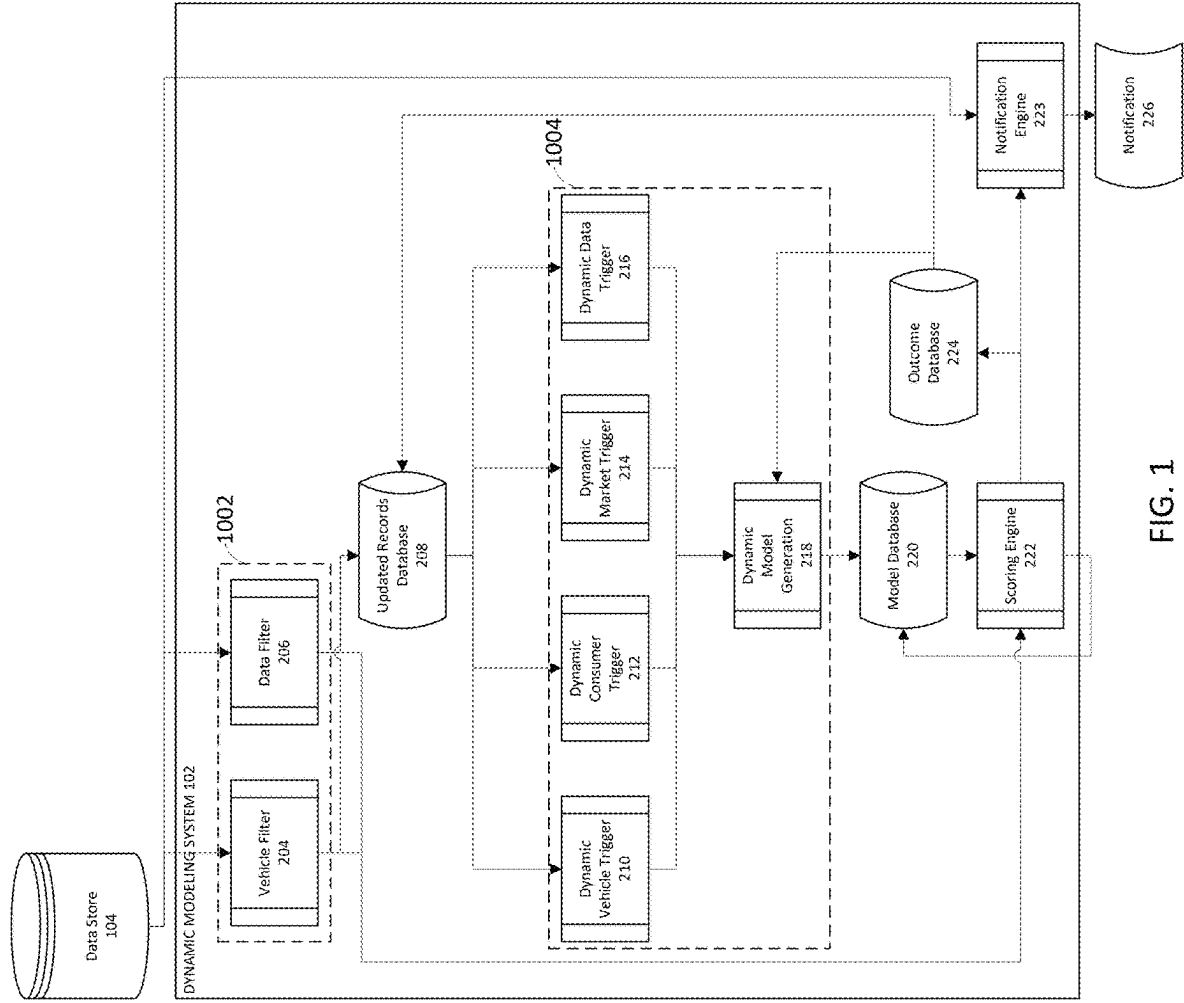 Data Store
104
DYNAMIC MODELING SYSTEM 102
1002
Vehicle Filter
204
Data Filter
206
Updated Records
Database
208
1004
Dynamic
Vehicle Trigger
210
Dynamic
Consumer
Trigger
212
Dynamic
Market Trigger
214
Dynamic Data
Trigger
216
Dynamic
Model
Generation
218
Model Database
220
Outcome
Database
224
Scoring Engine
222
Notification
Engine
223
Notification
226
FIG. 1